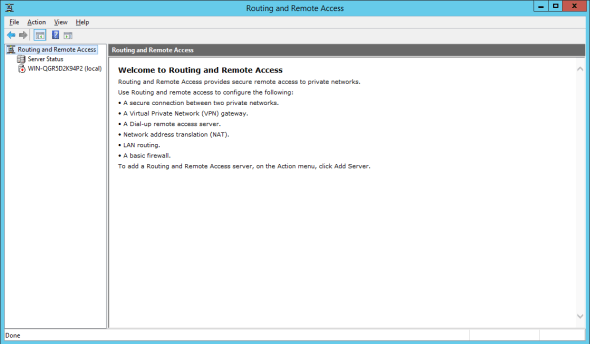 Routing and Remote Access
File Action View Help
Routing and Remote Access
Server Status
WIN-QGR5D2K94P2 (local)
Routing and Remote Access
Welcome to Routing and Remote Access
Routing and Remote Access provides secure remote access to private networks.
Use Routing and remote access to configure the following:
• A secure connection between two private networks.
• A Virtual Private Network (VPN) gateway.
• A Dial-up remote access server.
• Network address translation (NAT).
• LAN routing.
• A basic firewall.
To add a Routing and Remote Access server, on the Action menu, click Add Server.
Done